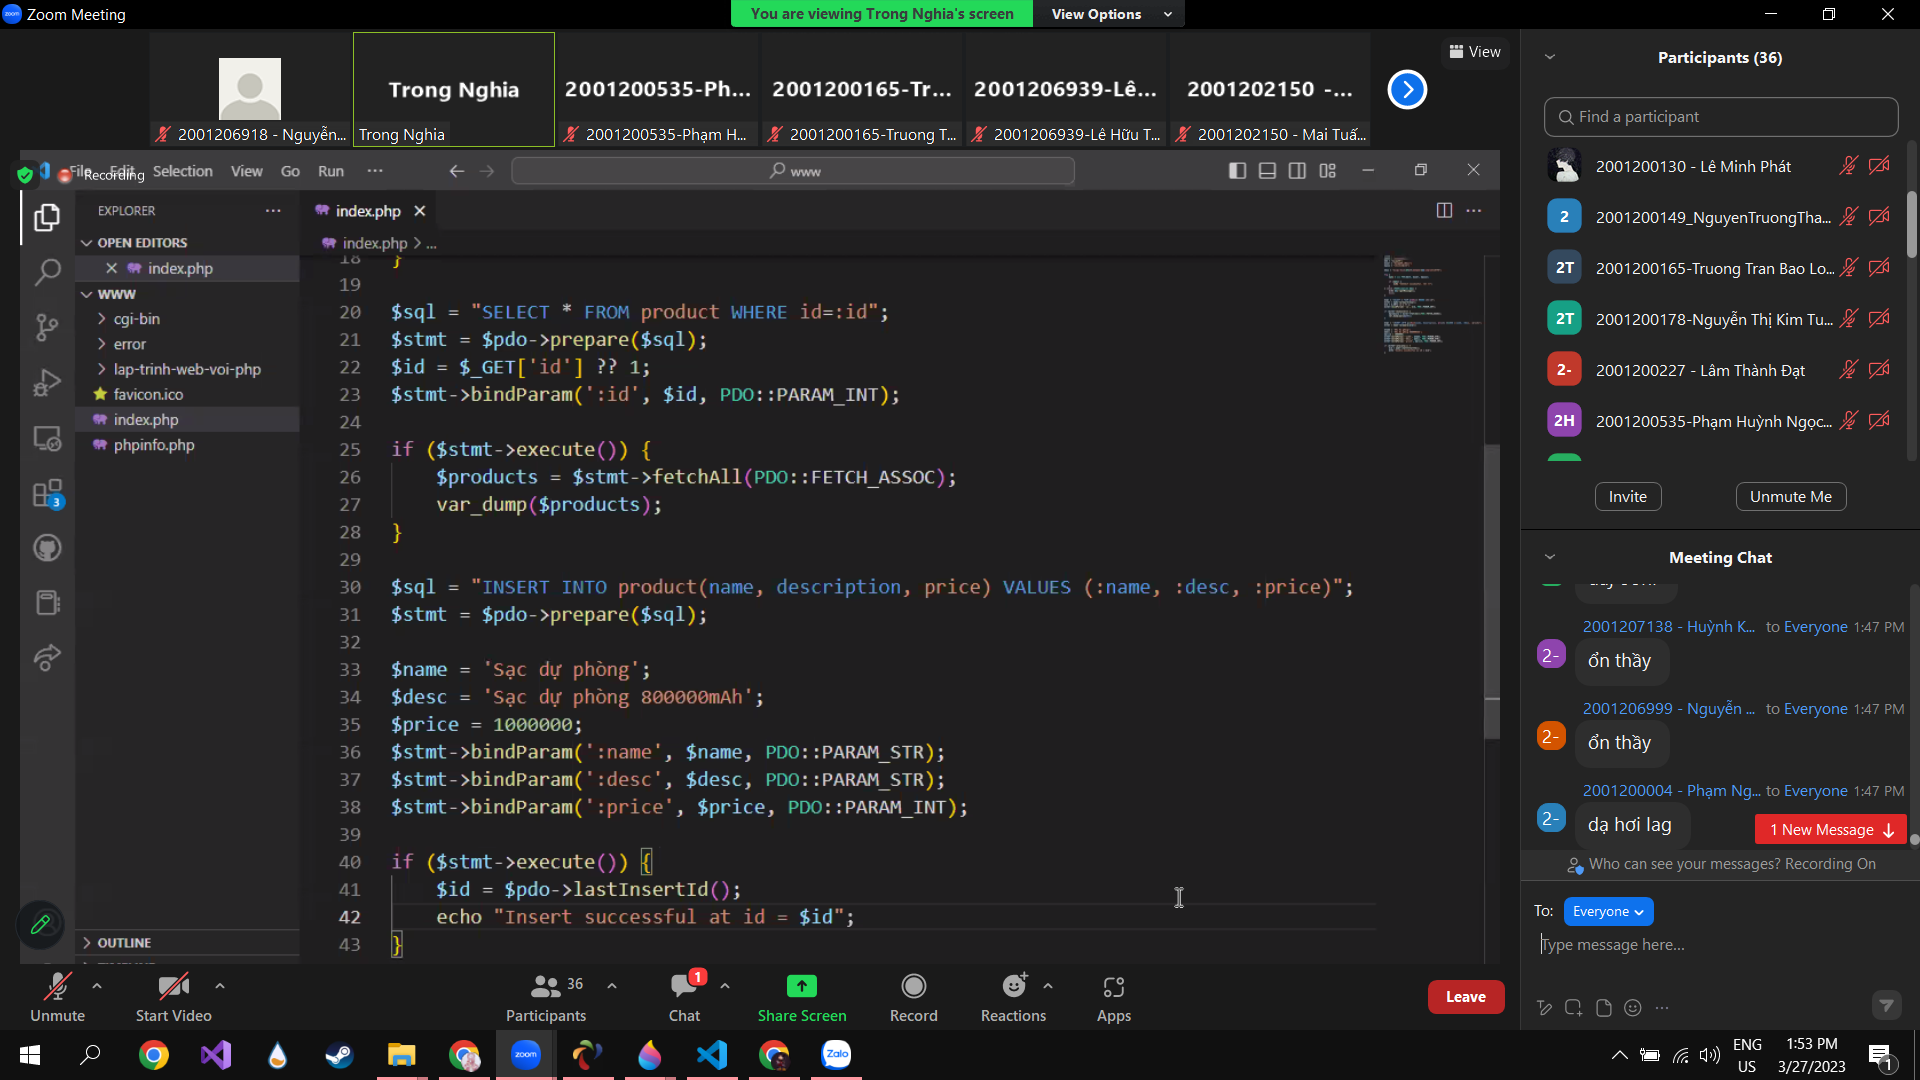 Zoom Meeting
You are viewing Trong Nghia's screen
View Options
View
Trong Nghia
2001200535-Ph...
2001200165-Tr...
2001206939-Lê...
2001202150 -...
2001206918 - Nguyễn...
Trong Nghia
2001200535-Phạm H...
2001200165-Truong T...
2001206939-Lê Hữu T...
2001202150 - Mai Tuấ...
File Edit Selection View Go Run ...
Recording
www
EXPLORER
OPEN EDITORS
index.php
WWW
cgi-bin
error
lap-trinh-web-voi-php
favicon.ico
index.php
phpinfo.php
OUTLINE
3
index.php
index.php > ...
18 }
19
20 $sql = "SELECT * FROM product WHERE id=:id";
21 $stmt = $pdo->prepare($sql);
22 $id = $_GET['id'] ?? 1;
23 $stmt->bindParam(':id', $id, PDO::PARAM_INT);
24
25 if ($stmt->execute()) {
26 $products = $stmt->fetchAll(PDO::FETCH_ASSOC);
27 var_dump($products);
28 }
29
30 $sql = "INSERT INTO product(name, description, price) VALUES (:name, :desc, :price)";
31 $stmt = $pdo->prepare($sql);
32
33 $name = 'Sạc dự phòng';
34 $desc = 'Sạc dự phòng 800000mAh';
35 $price = 1000000;
36 $stmt->bindParam(':name', $name, PDO::PARAM_STR);
37 $stmt->bindParam(':desc', $desc, PDO::PARAM_STR);
38 $stmt->bindParam(':price', $price, PDO::PARAM_INT);
39
40 if ($stmt->execute()) {
41 $id = $pdo->lastInsertId();
42 echo "Insert successful at id = $id";
43 }
Participants (36)
Find a participant
2001200130 - Lê Minh Phát
2 2001200149_NguyenTruongTha...
2T 2001200165-Truong Tran Bao Lo...
2T 2001200178-Nguyễn Thị Kim Tu...
2- 2001200227 - Lâm Thành Đạt
2H 2001200535-Phạm Huỳnh Ngọc...
Invite
Unmute Me
Meeting Chat
2001207138 - Huỳnh K... to Everyone 1:47 PM
2- ổn thầy
2001206999 - Nguyễn ... to Everyone 1:47 PM
2- ổn thầy
2001200004 - Phạm Ng... to Everyone 1:47 PM
2- dạ hơi lag
1 New Message
Who can see your messages? Recording On
To: Everyone
Type message here...
Unmute
Start Video
36
Participants
1
Chat
Share Screen
Record
Reactions
Apps
Leave
zoom
Zalo
ENG
US
1:53 PM
3/27/2023
1